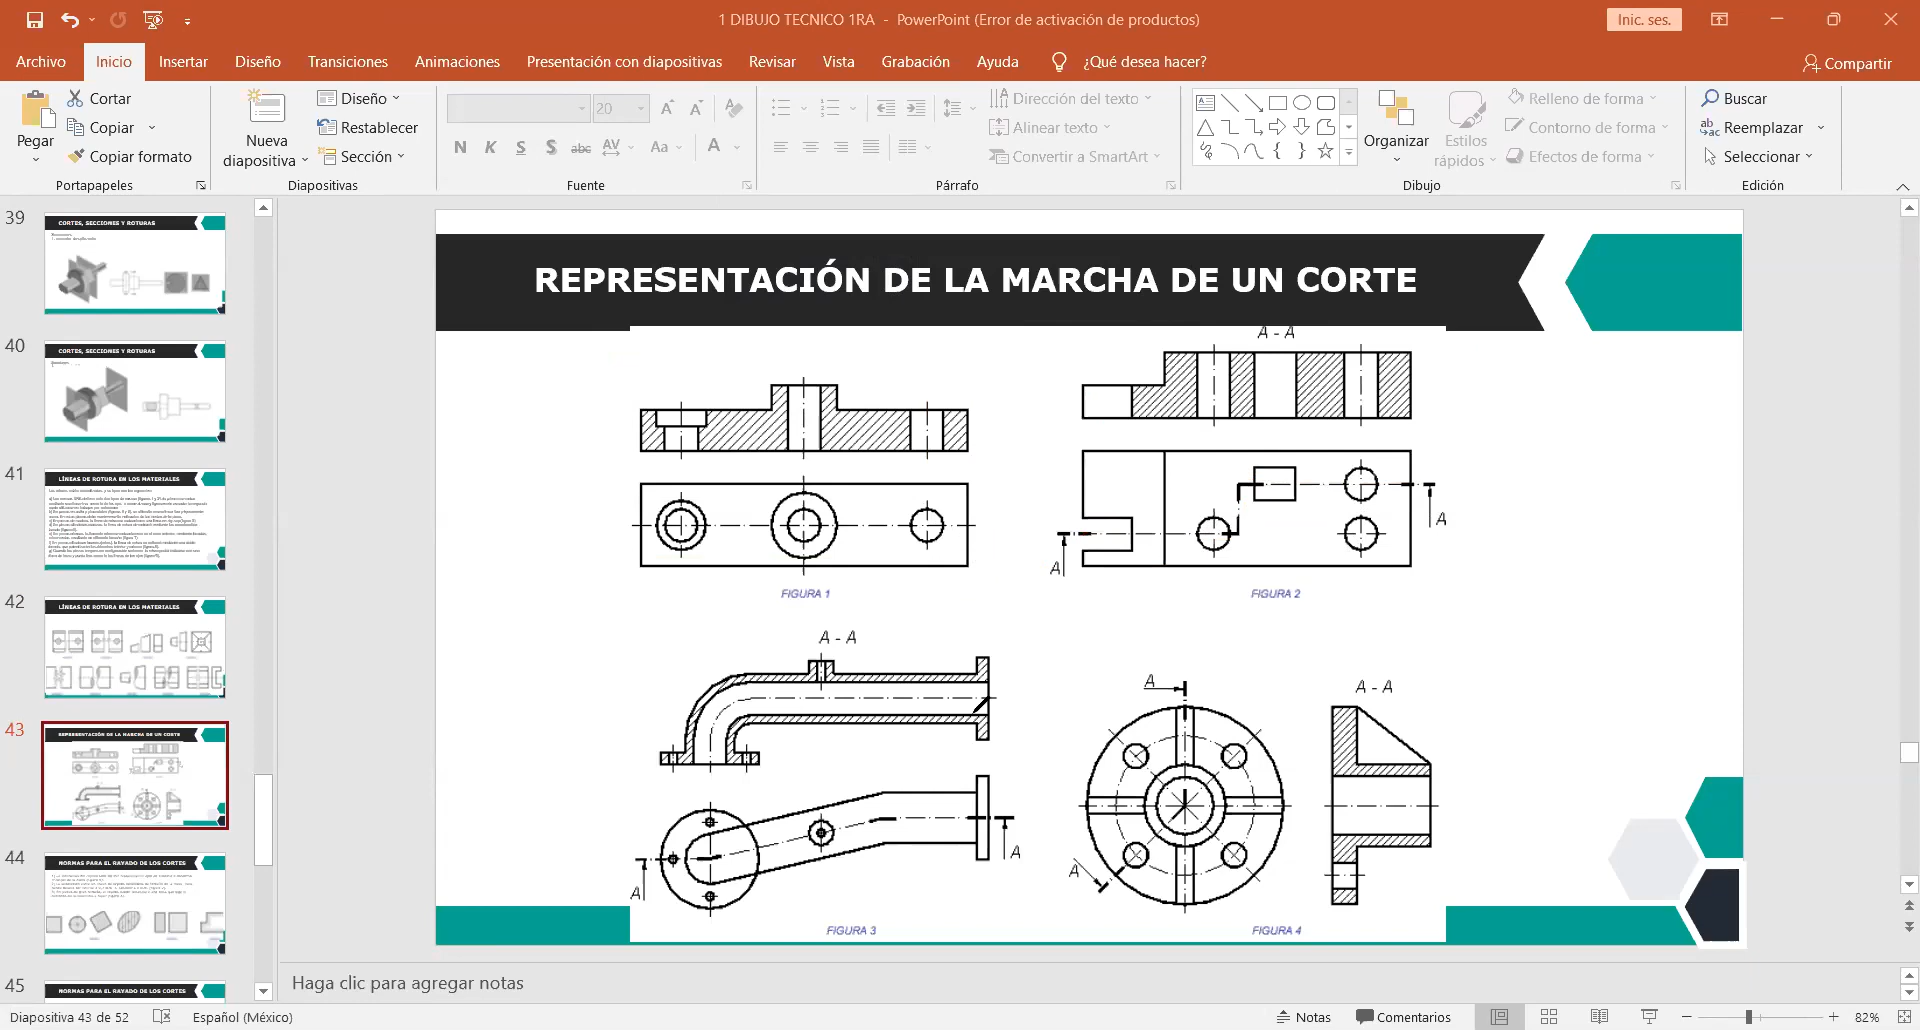 1 DIBUJO TECNICO 1RA - PowerPoint (Error de activación de productos)
Inic. ses.
Archivo
Inicio
Insertar
Diseño
Transiciones
Animaciones
Presentación con diapositivas
Revisar
Vista
Grabación
Ayuda
¿Qué desea hacer?
Compartir
Pegar
Cortar
Copiar
Copiar formato
Portapapeles
Nueva diapositiva
Diseño
Restablecer
Sección
Diapositivas
20
N K S S abc AV Aa A
Fuente
Dirección del texto
Alinear texto
Convertir a SmartArt
Párrafo
Organizar
Estilos rápidos
Relleno de forma
Contorno de forma
Efectos de forma
Dibujo
Buscar
Reemplazar
Seleccionar
Edición
39
CORTES, SECCIONES Y ROTURAS
40
CORTES, SECCIONES Y ROTURAS
41
LÍNEAS DE ROTURA EN LOS MATERIALES
42
LÍNEAS DE ROTURA EN LOS MATERIALES
43
REPRESENTACIÓN DE LA MARCHA DE UN CORTE
44
NORMAS PARA EL RAYADO DE LOS CORTES
45
NORMAS PARA EL RAYADO DE LOS CORTES
REPRESENTACIÓN DE LA MARCHA DE UN CORTE
A - A
A
A
FIGURA 1
FIGURA 2
A - A
A
A
FIGURA 3
A
A - A
A
FIGURA 4
Haga clic para agregar notas
Diapositiva 43 de 52
Español (México)
Notas
Comentarios
82%